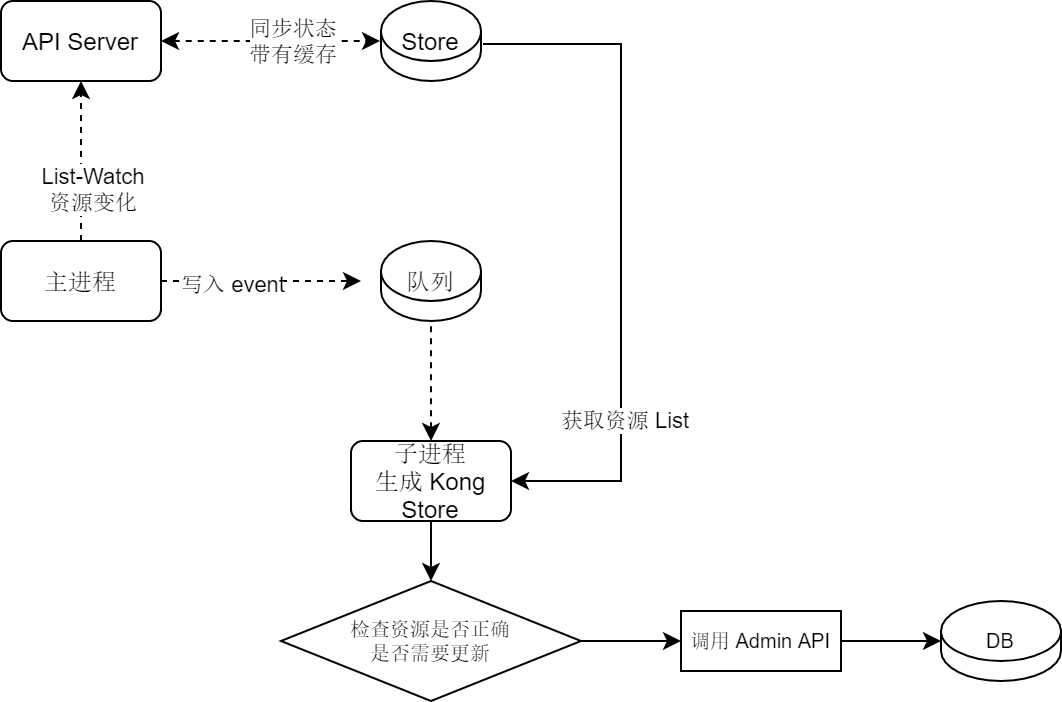 API Server
同步状态
带有缓存
Store
List-Watch
资源变化
主进程
写入 event
队列
获取资源 List
子进程
生成 Kong
Store
检查资源是否正确
是否需要更新
调用 Admin API
DB